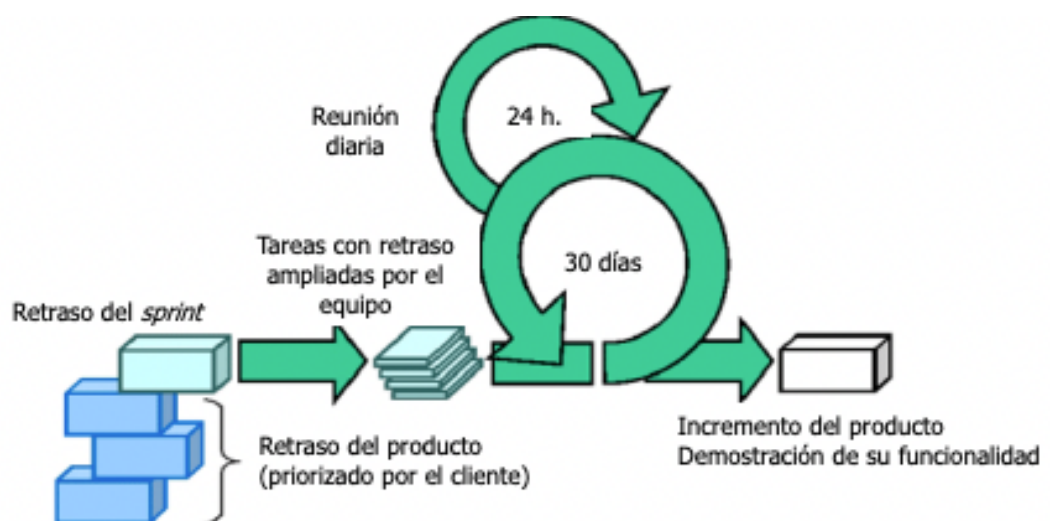 Reunión
diaria
24 h.
Tareas con retraso
ampliadas por el
equipo
30 días
Retraso del sprint
Retraso del producto
(priorizado por el cliente)
Incremento del producto
Demostración de su funcionalidad